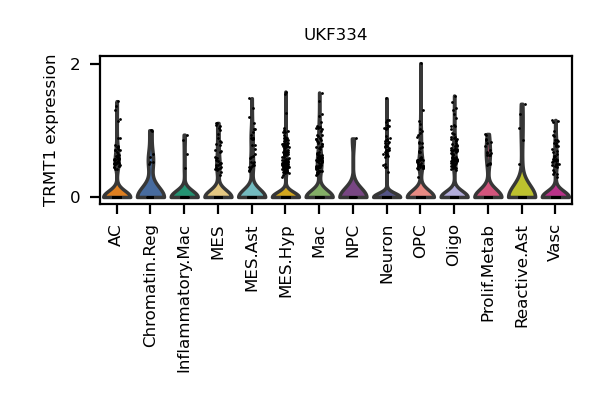 UKF334
TRMT1 expression
2
0
AC
Chromatin.Reg
Inflammatory.Mac
MES
MES.Ast
MES.Hyp
Mac
NPC
Neuron
OPC
Oligo
Prolif.Metab
Reactive.Ast
Vasc